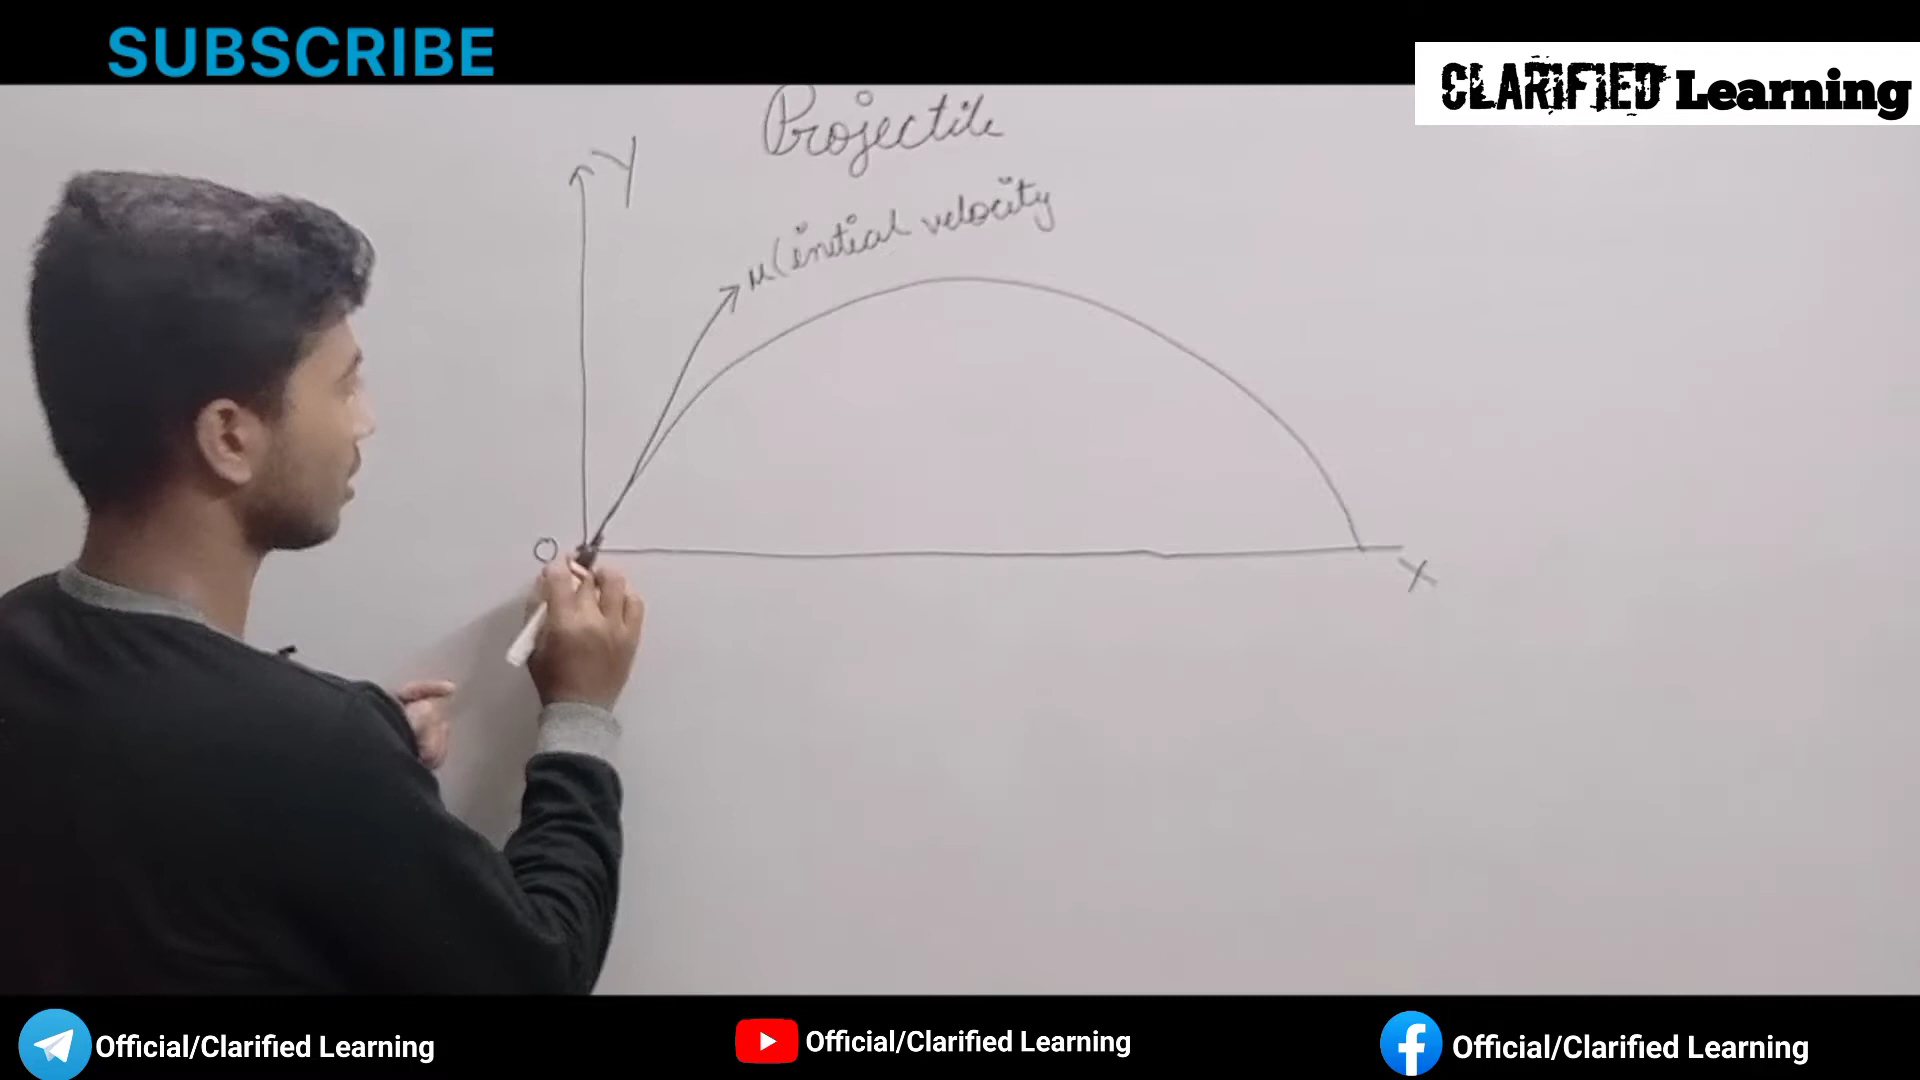 SUBSCRIBE
CLARIFIED Learning
Projectile
Y
u(initial velocity
O
X
Official/Clarified Learning
Official/Clarified Learning
Official/Clarified Learning